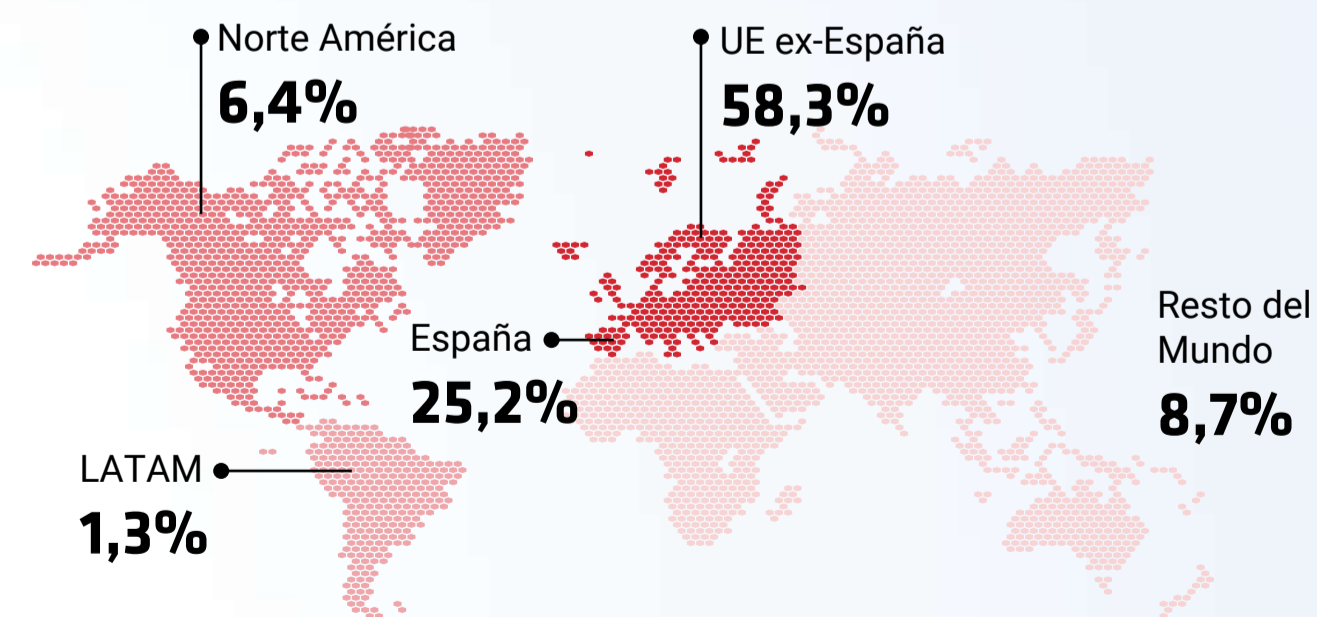 Norte América
6,4%
UE ex-España
58,3%
España
25,2%
Resto del
Mundo
8,7%
LATAM
1,3%